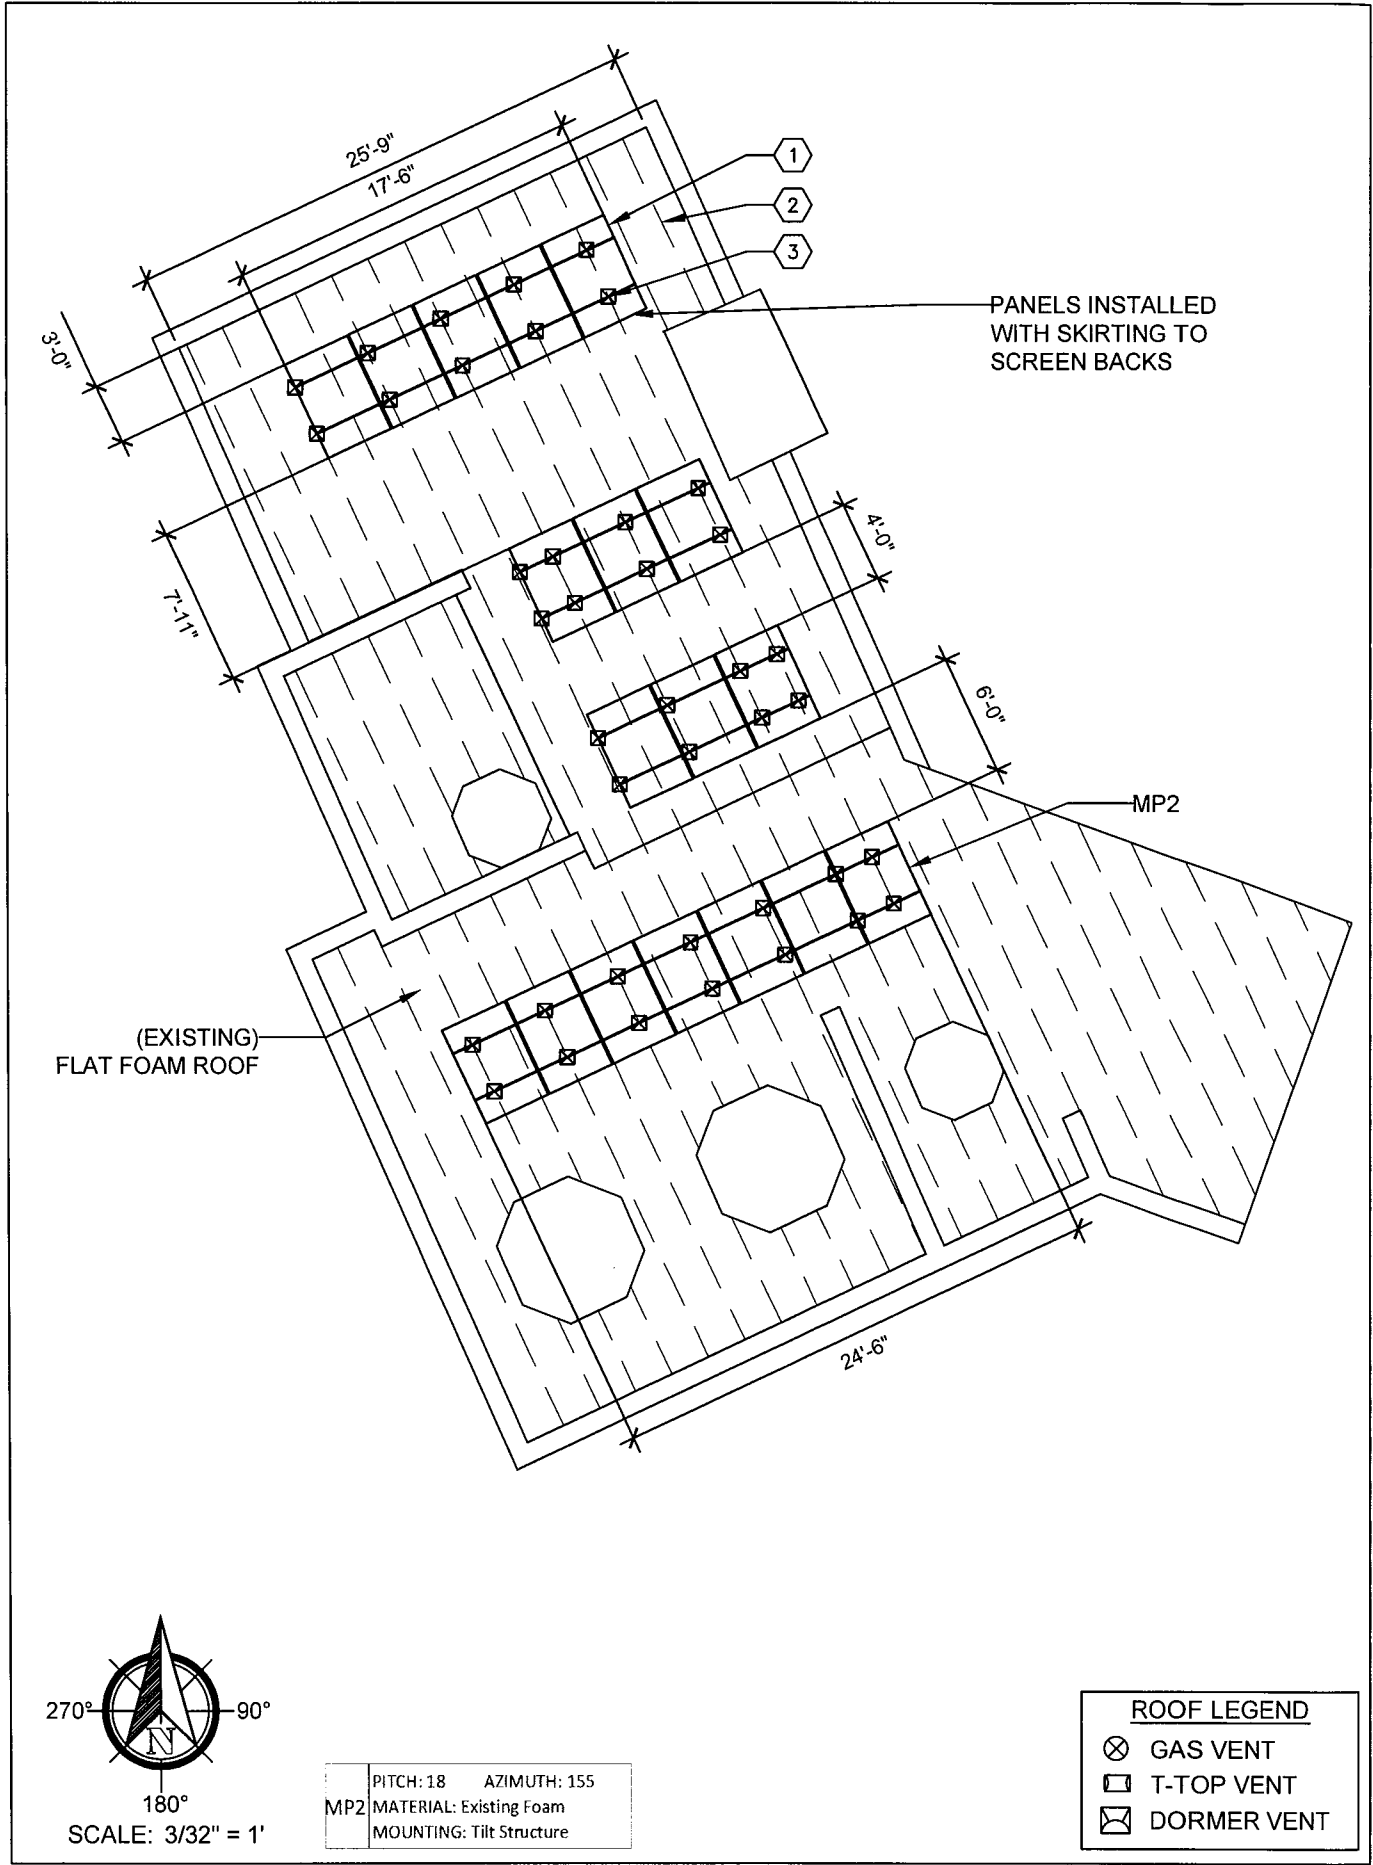 25'-9"
17'-6"
1
2
3
PANELS INSTALLED
WITH SKIRTING TO
SCREEN BACKS
3'-0"
4'-0"
7'-11"
6'-0"
MP2
(EXISTING)
FLAT FOAM ROOF
24'-6"
270°
90°
N
180°
SCALE: 3/32" = 1'
PITCH: 18 AZIMUTH: 155
MP2 MATERIAL: Existing Foam
MOUNTING: Tilt Structure
ROOF LEGEND
GAS VENT
T-TOP VENT
DORMER VENT